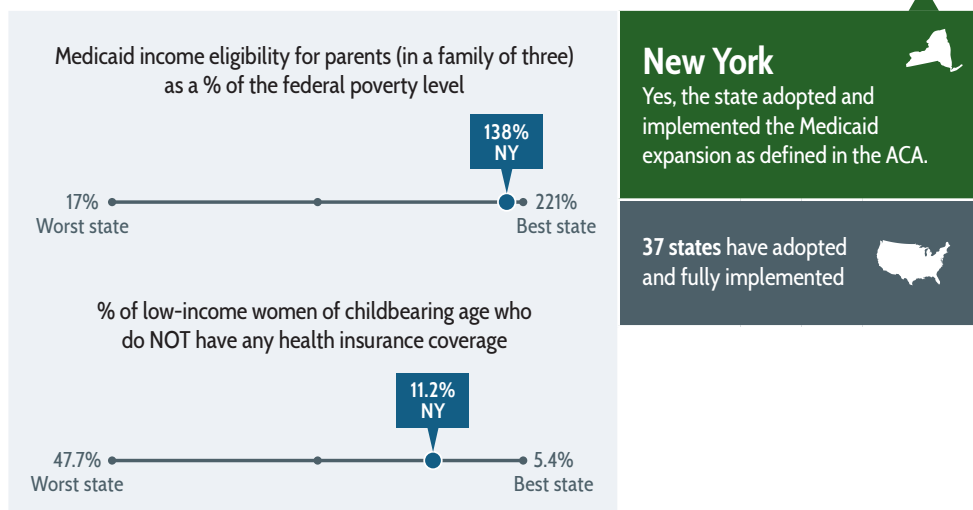 Medicaid income eligibility for parents (in a family of three)
as a % of the federal poverty level
138%
NY
17%
Worst state
221%
Best state
% of low-income women of childbearing age who
do NOT have any health insurance coverage
11.2%
NY
47.7%
Worst state
5.4%
Best state
New York
Yes, the state adopted and
implemented the Medicaid
expansion as defined in the ACA.
37 states have adopted
and fully implemented